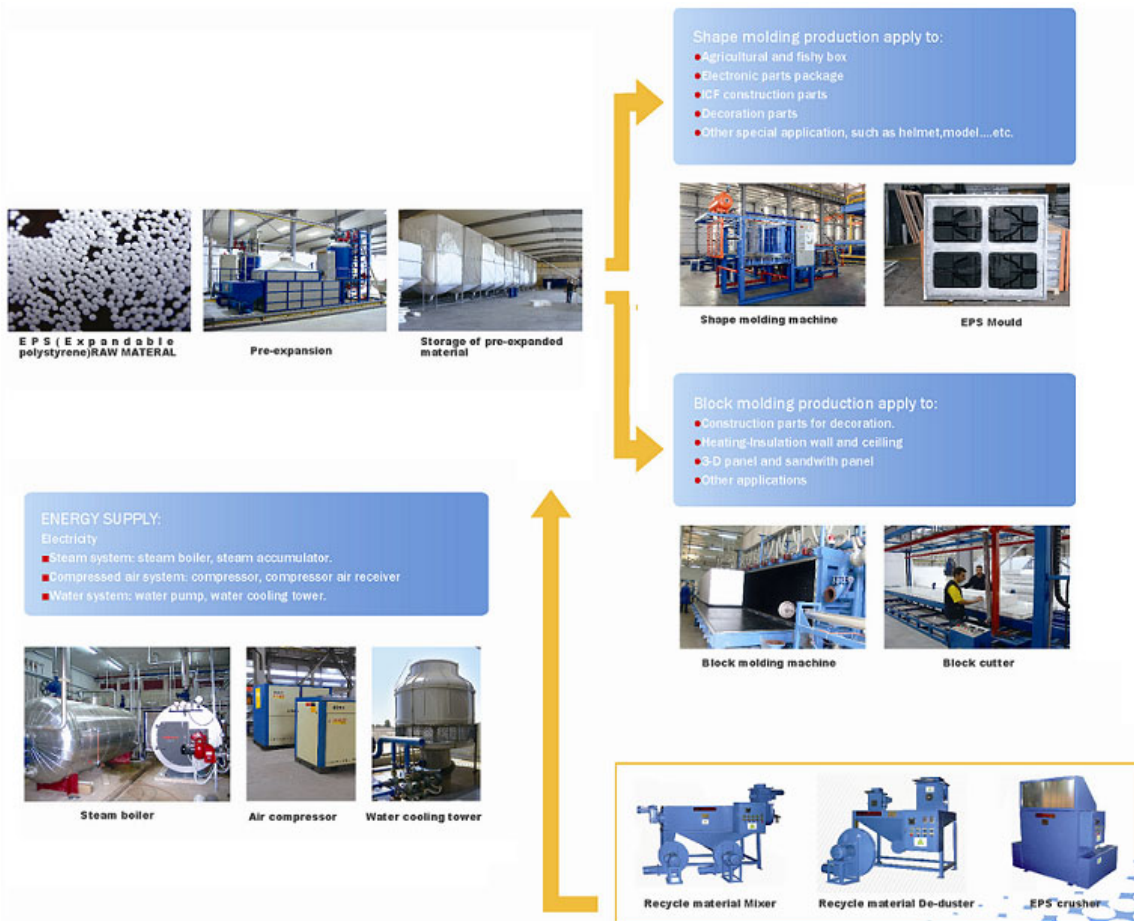 Shape molding production apply to:
●Agricultural and fishy box
●Electronic parts package
●ICF construction parts
●Decoration parts
●Other special application, such as helmet,model....etc.
EPS(Expandable
polystyrene)RAW MATERAL
Pre-expansion
Storage of pre-expanded
material
Shape molding machine
EPS Mould
Block molding production apply to:
●Construction parts for decoration.
●Heating-Insulation wall and ceilling
●3-D panel and sandwith panel
●Other applications
Block molding machine
Block cutter
ENERGY SUPPLY:
Electricity
■Steam system: steam boiler, steam accumulator.
■Compressed air system: compressor, compressor air receiver
■Water system: water pump, water cooling tower.
Steam boiler
Air compressor
Water cooling tower
Recycle material Mixer
Recycle material De-duster
EPS crusher